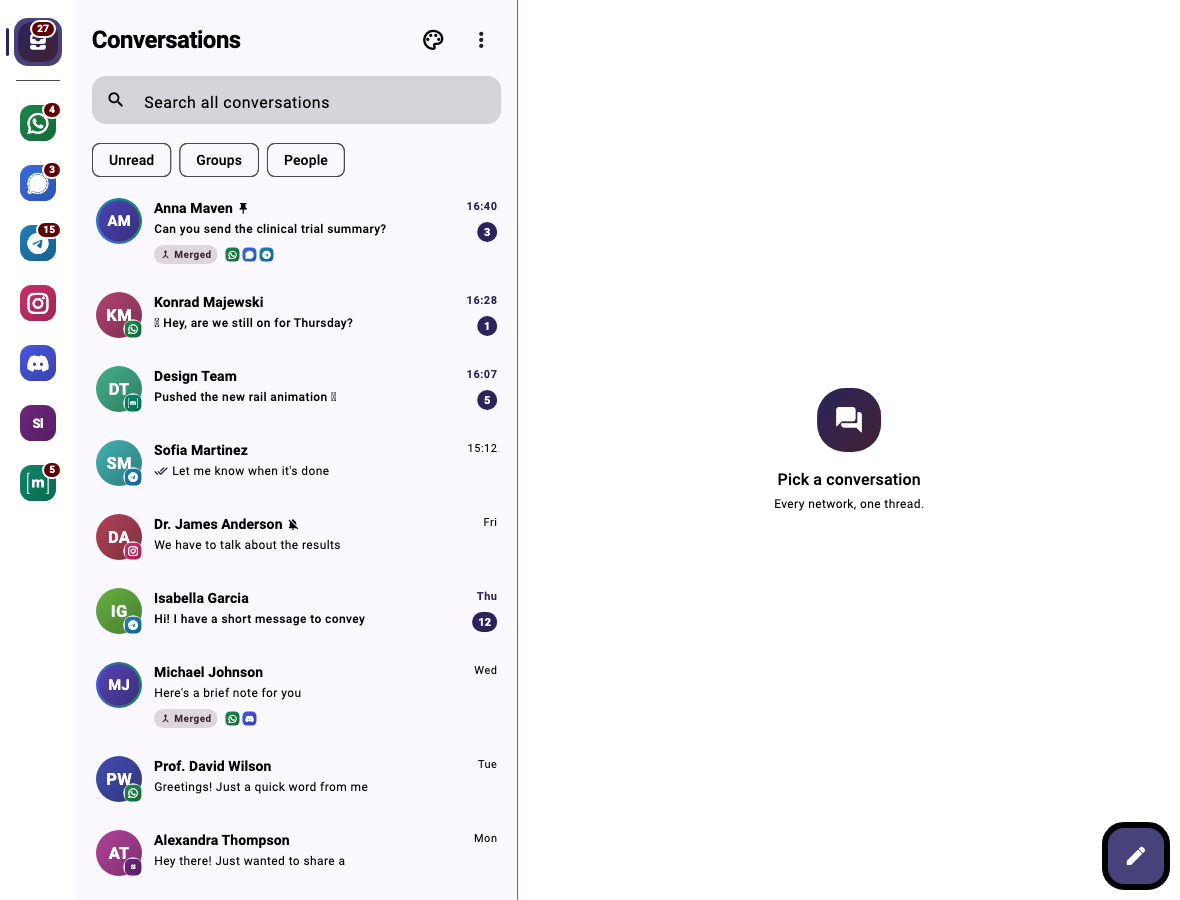 27
Conversations
4
Search all conversations
3
Unread Groups People
15
AM Anna Maven 16:40
Can you send the clinical trial summary? 3
Merged
KM Konrad Majewski 16:28
Hey, are we still on for Thursday? 1
DT Design Team 16:07
[m] Pushed the new rail animation 5
SI
SM Sofia Martinez 15:12
Let me know when it's done
5
[m]
DA Dr. James Anderson Fri
We have to talk about the results
IG Isabella Garcia Thu
Hi! I have a short message to convey 12
MJ Michael Johnson Wed
Here's a brief note for you
Merged
PW Prof. David Wilson Tue
Greetings! Just a quick word from me
AT Alexandra Thompson Mon
SI Hey there! Just wanted to share a
Pick a conversation
Every network, one thread.